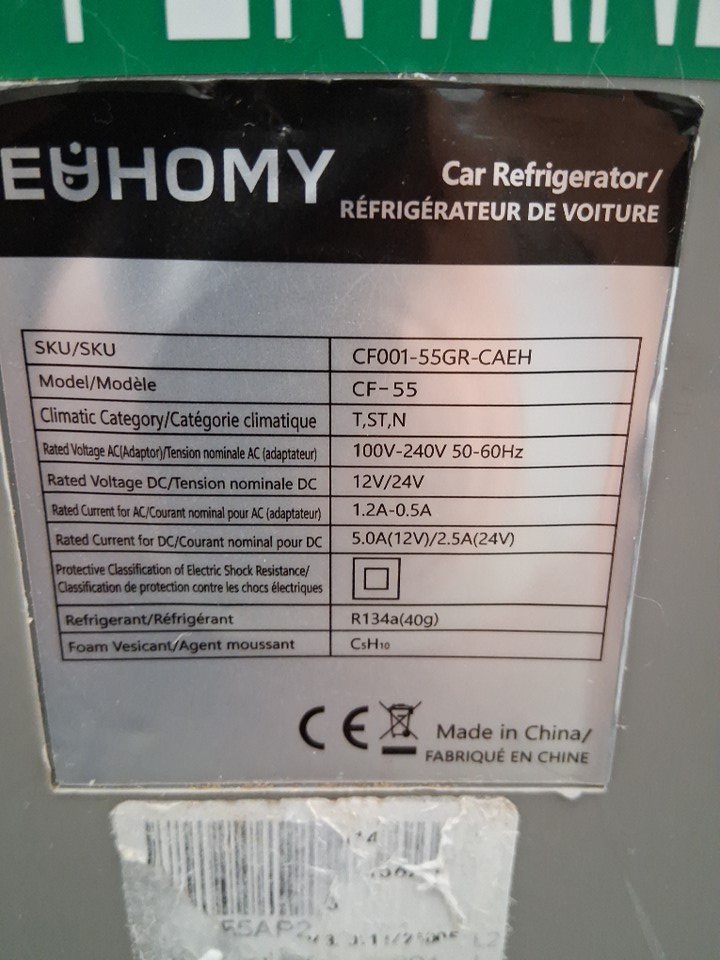 EUHOMY
Car Refrigerator/
RÉFRIGÉRATEUR DE VOITURE
SKU/SKU CF001-55GR-CAEH
Model/Modèle CF-55
Climatic Category/Catégorie climatique T,ST,N
Rated Voltage AC(Adaptor)/Tension nominale AC (adaptateur) 100V-240V 50-60Hz
Rated Voltage DC/Tension nominale DC 12V/24V
Rated Current for AC/Courant nominal pour AC (adaptateur) 1.2A-0.5A
Rated Current for DC/Courant nominal pour DC 5.0A(12V)/2.5A(24V)
Protective Classification of Electric Shock Resistance/
Classification de protection contre les chocs électriques
Refrigerant/Réfrigérant R134a(40g)
Foam Vesicant/Agent moussant C₅H₁₀
CE
Made in China/
FABRIQUÉ EN CHINE